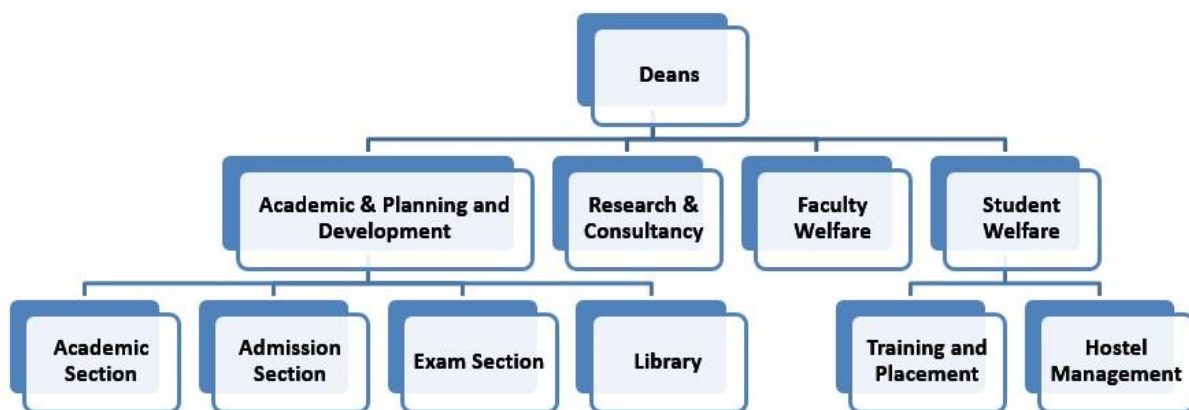 Deans
Academic & Planning and
Development
Research &
Consultancy
Faculty
Welfare
Student
Welfare
Academic
Section
Admission
Section
Exam Section
Library
Training and
Placement
Hostel
Management